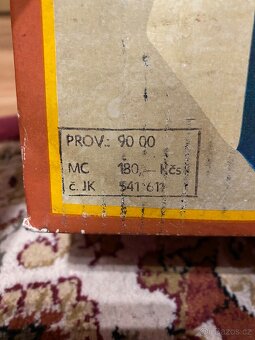 PROV.: 90 00
MC 180,— Kčs
č. JK 541 611